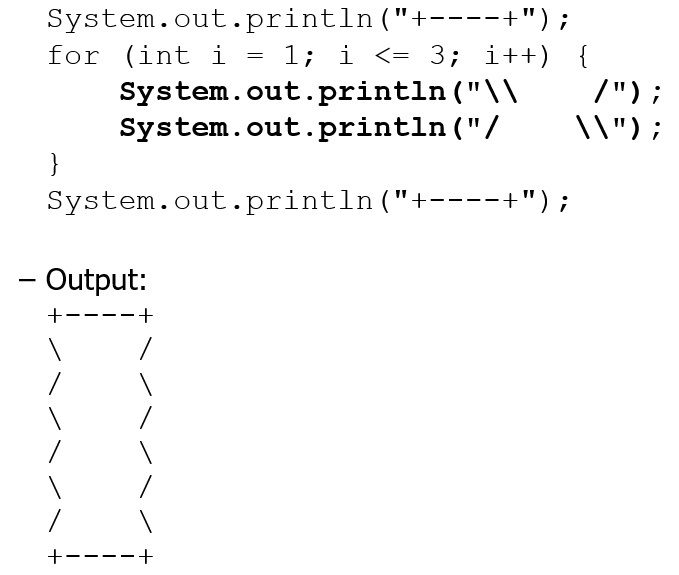 System.out.println("+----+");
for (int i = 1; i <= 3; i++) {
    System.out.println("\\    /");
    System.out.println("/    \\");
}
System.out.println("+----+");
– Output:
+----+
\    /
/    \
\    /
/    \
\    /
/    \
+----+